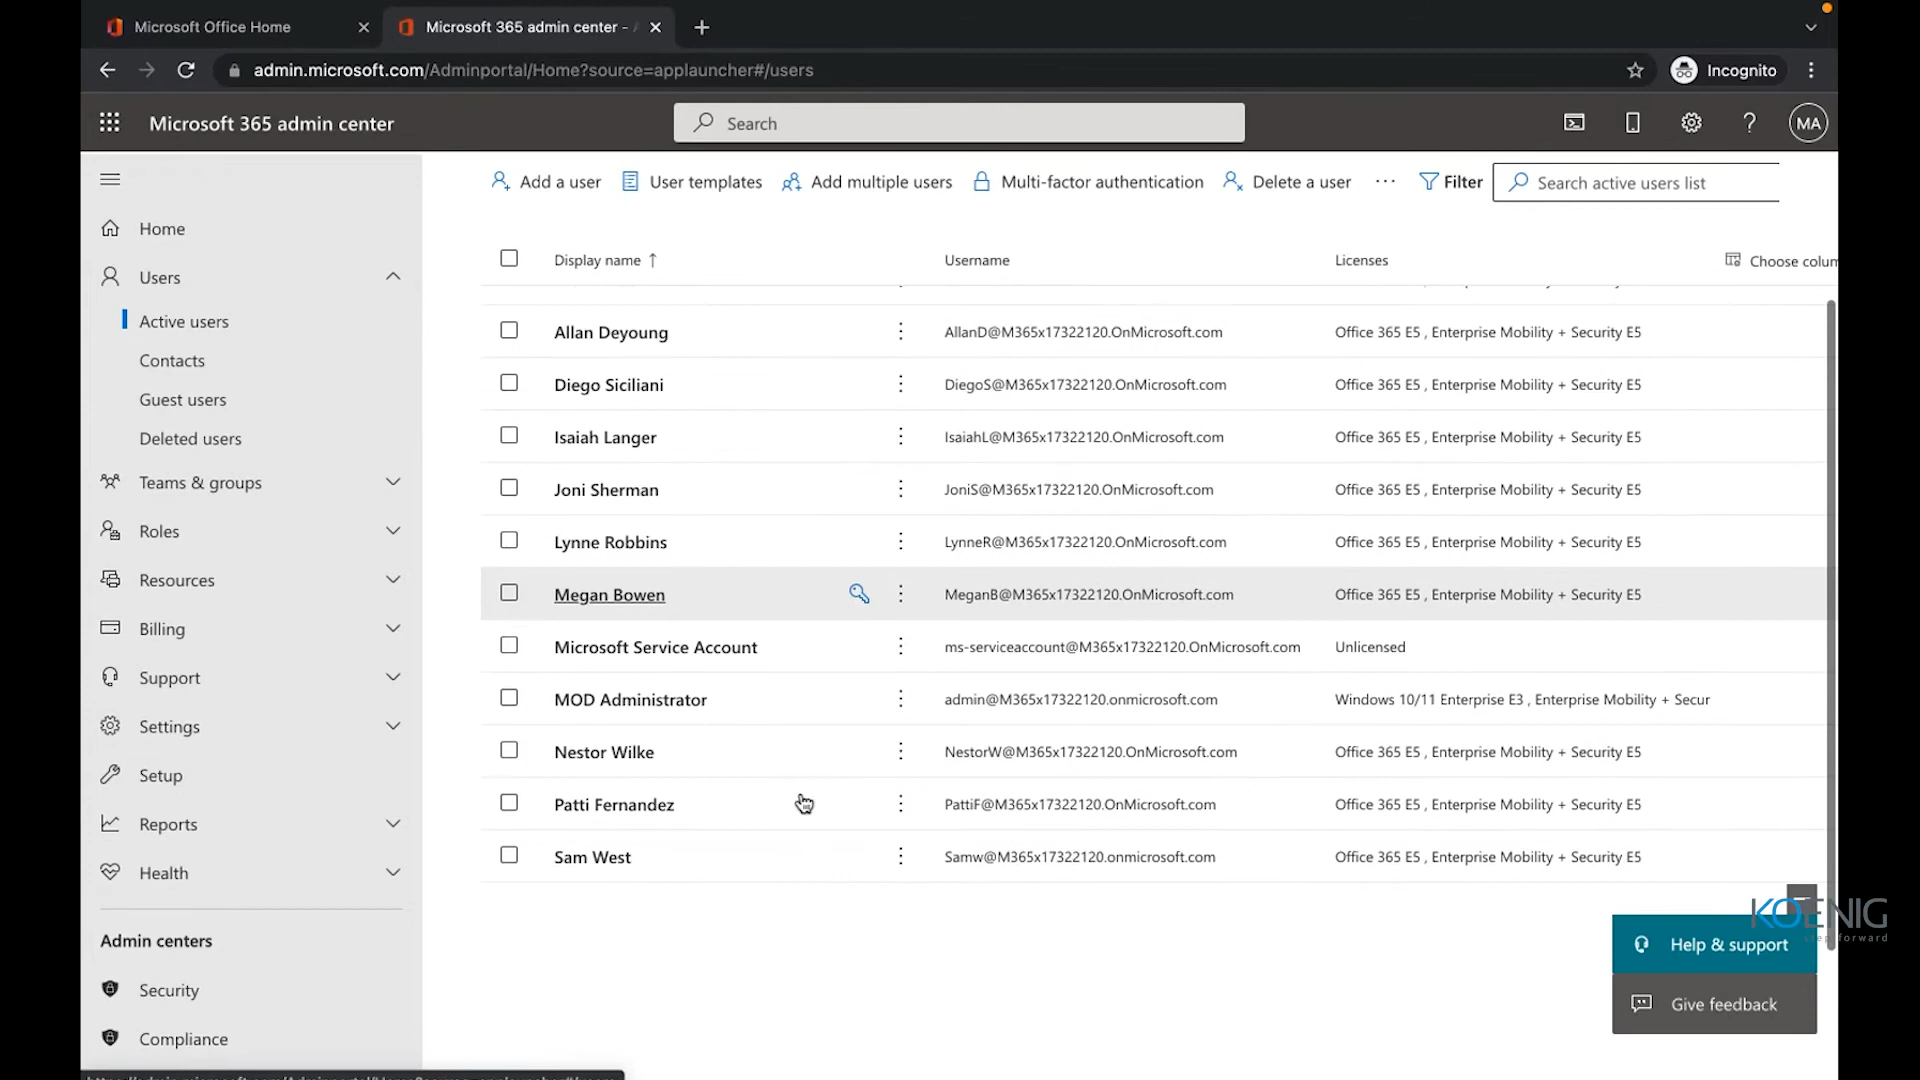 Microsoft Office Home
Microsoft 365 admin center -
admin.microsoft.com/Adminportal/Home?source=applauncher#/users
Incognito
Microsoft 365 admin center
Search
MA
Add a user
User templates
Add multiple users
Multi-factor authentication
Delete a user
Filter
Search active users list
Home
Users
Active users
Contacts
Guest users
Deleted users
Teams & groups
Roles
Resources
Billing
Support
Settings
Setup
Reports
Health
Admin centers
Security
Compliance
Display name ↑ Username Licenses Choose colum
Allan Deyoung AllanD@M365x17322120.OnMicrosoft.com Office 365 E5 , Enterprise Mobility + Security E5
Diego Siciliani DiegoS@M365x17322120.OnMicrosoft.com Office 365 E5 , Enterprise Mobility + Security E5
Isaiah Langer IsaiahL@M365x17322120.OnMicrosoft.com Office 365 E5 , Enterprise Mobility + Security E5
Joni Sherman JoniS@M365x17322120.OnMicrosoft.com Office 365 E5 , Enterprise Mobility + Security E5
Lynne Robbins LynneR@M365x17322120.OnMicrosoft.com Office 365 E5 , Enterprise Mobility + Security E5
Megan Bowen MeganB@M365x17322120.OnMicrosoft.com Office 365 E5 , Enterprise Mobility + Security E5
Microsoft Service Account ms-serviceaccount@M365x17322120.OnMicrosoft.com Unlicensed
MOD Administrator admin@M365x17322120.onmicrosoft.com Windows 10/11 Enterprise E3 , Enterprise Mobility + Secur
Nestor Wilke NestorW@M365x17322120.OnMicrosoft.com Office 365 E5 , Enterprise Mobility + Security E5
Patti Fernandez PattiF@M365x17322120.OnMicrosoft.com Office 365 E5 , Enterprise Mobility + Security E5
Sam West Samw@M365x17322120.onmicrosoft.com Office 365 E5 , Enterprise Mobility + Security E5
KOENIG
step forward
Help & support
Give feedback